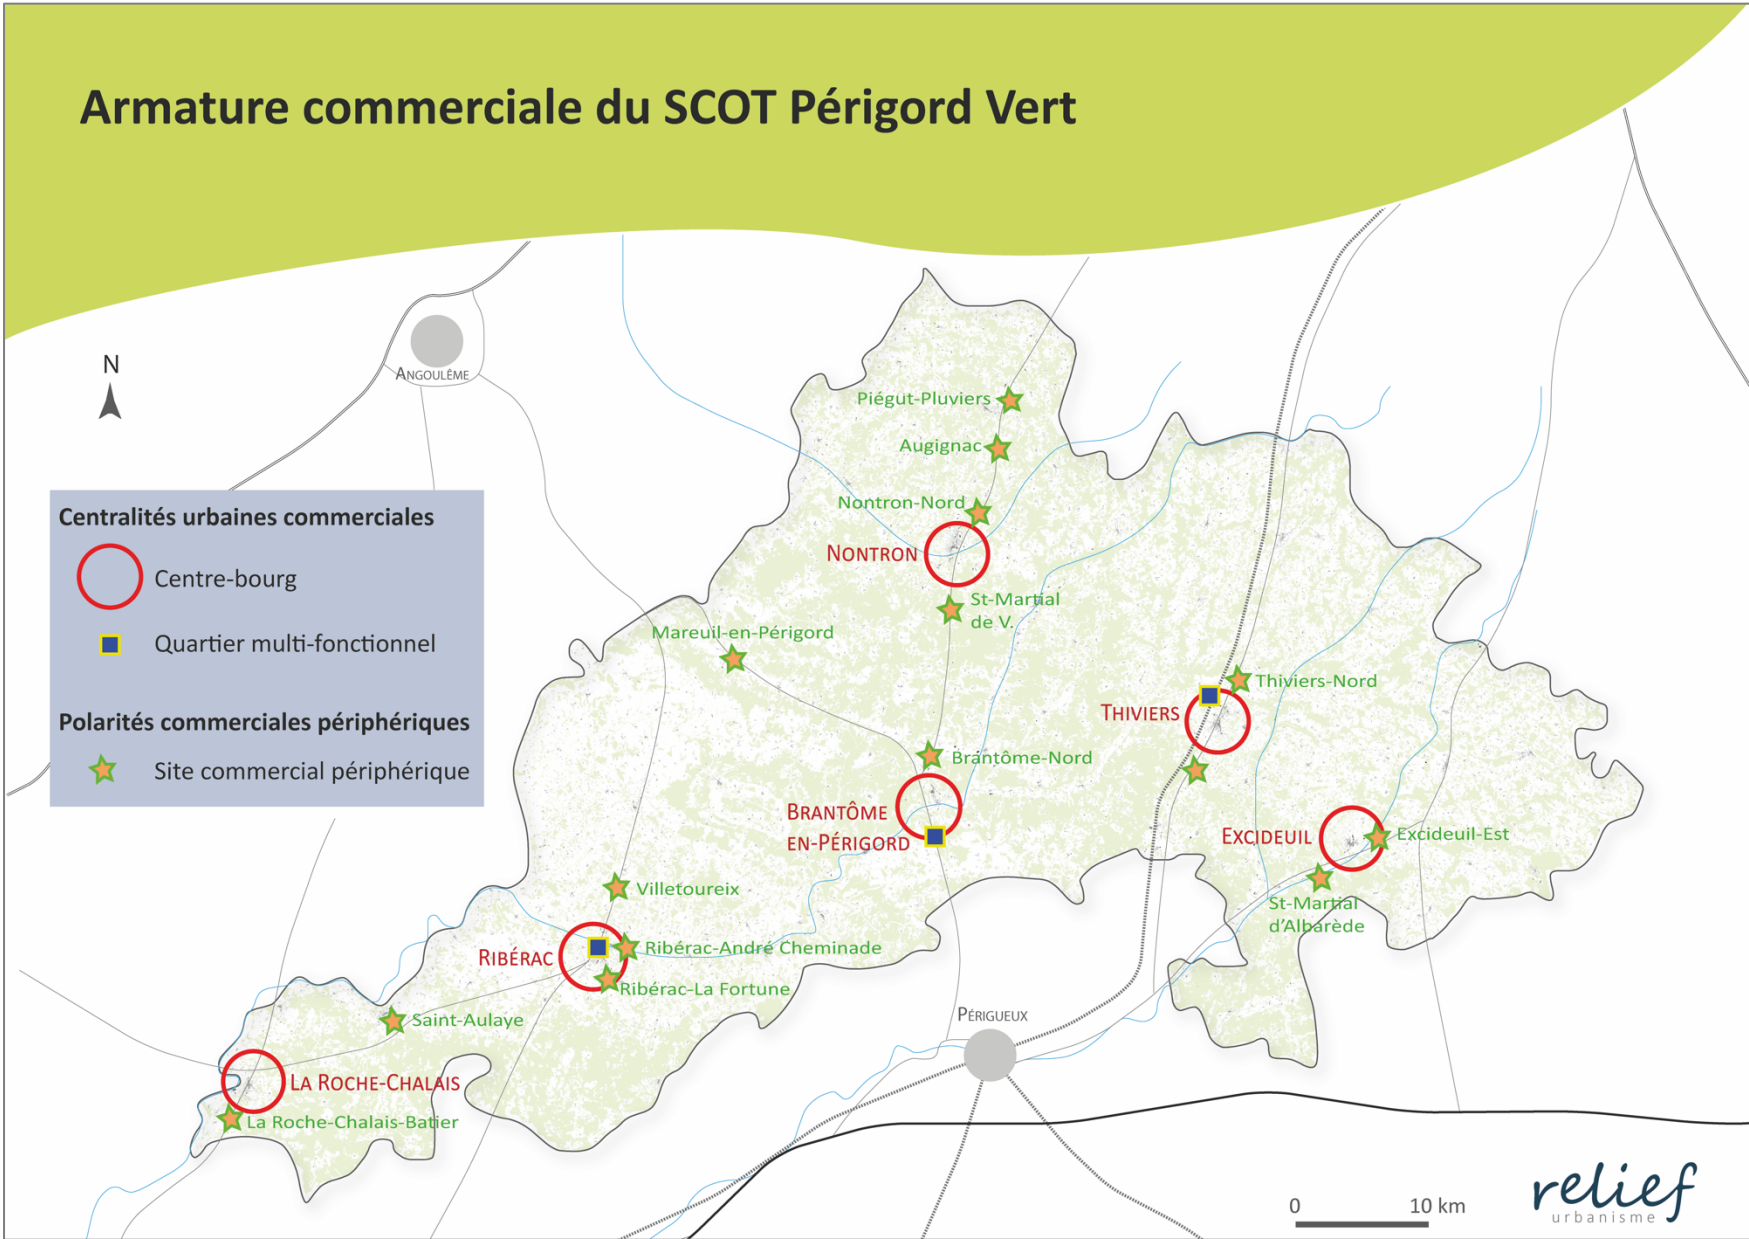 Armature commerciale du SCOT Périgord Vert
N
ANGOULÊME
Centralités urbaines commerciales
Centre-bourg
Quartier multi-fonctionnel
Polarités commerciales périphériques
Site commercial périphérique
Piégut-Pluviers
Augignac
Nontron-Nord
NONTRON
St-Martial
de V.
Mareuil-en-Périgord
Thiviers-Nord
THIVIERS
Brantôme-Nord
BRANTÔME
EN-PÉRIGORD
EXCIDEUIL
Excideuil-Est
St-Martial
d'Albarède
Villetoureix
RIBÉRAC
Ribérac-André Cheminade
Ribérac-La Fortune
Saint-Aulaye
PÉRIGUEUX
LA ROCHE-CHALAIS
La Roche-Chalais-Batier
0 10 km
relief
urbanisme